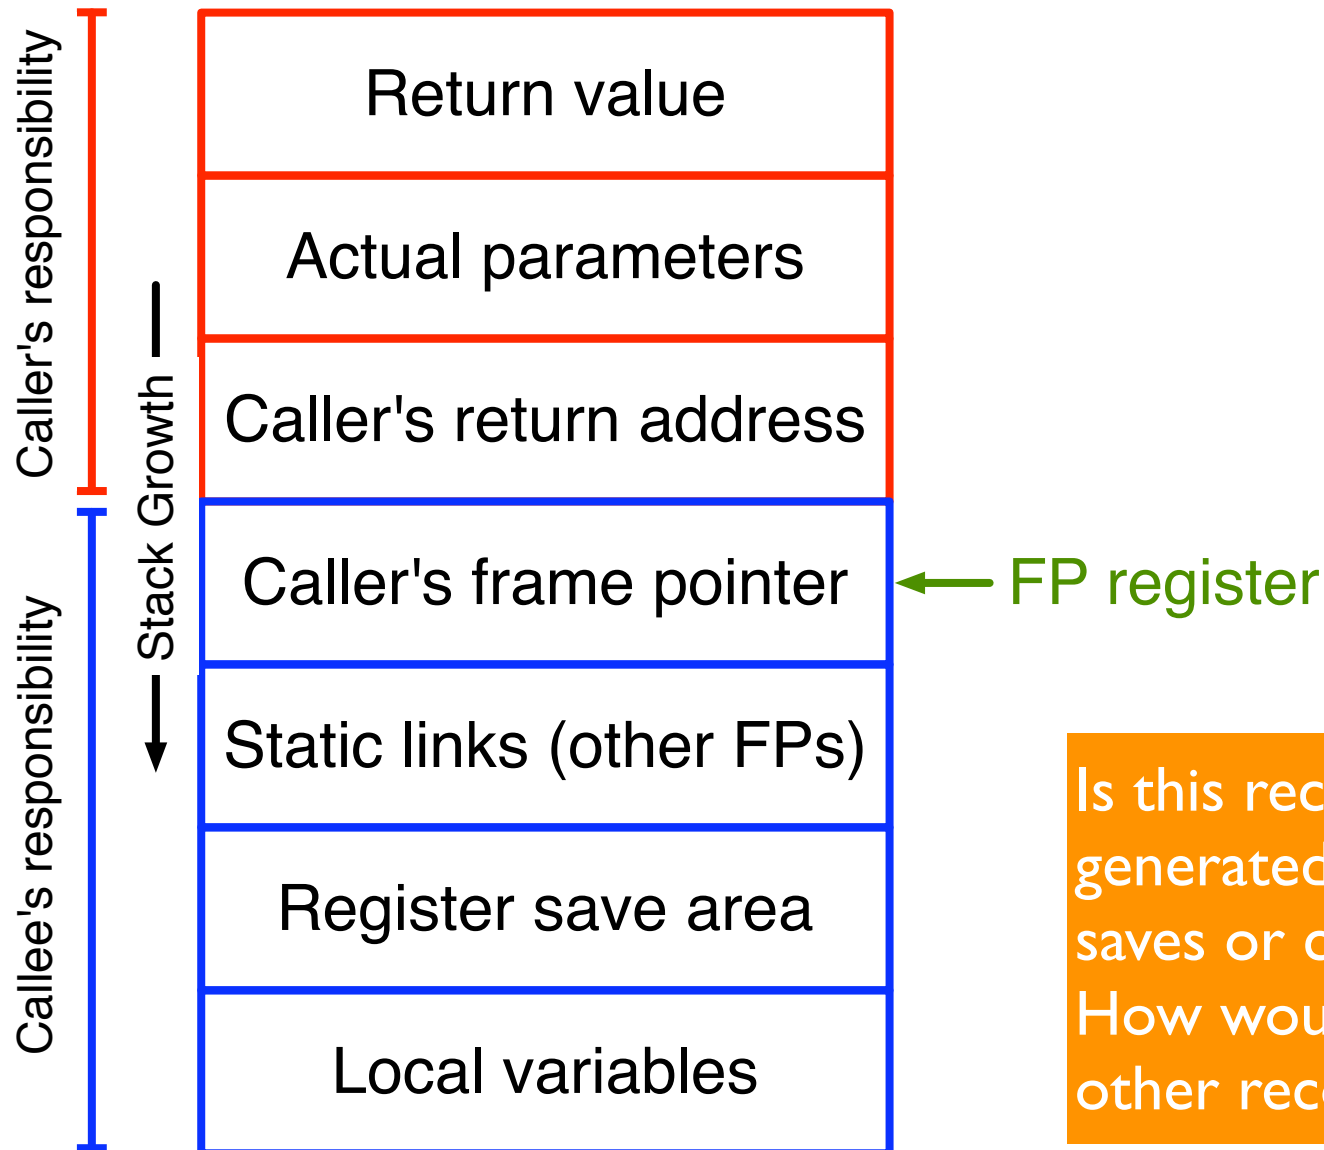 Caller's responsibility
Callee's responsibility
Stack Growth
Return value
Actual parameters
Caller's return address
Caller's frame pointer
Static links (other FPs)
Register save area
Local variables
FP register
Is this
generated
saves or
How
other